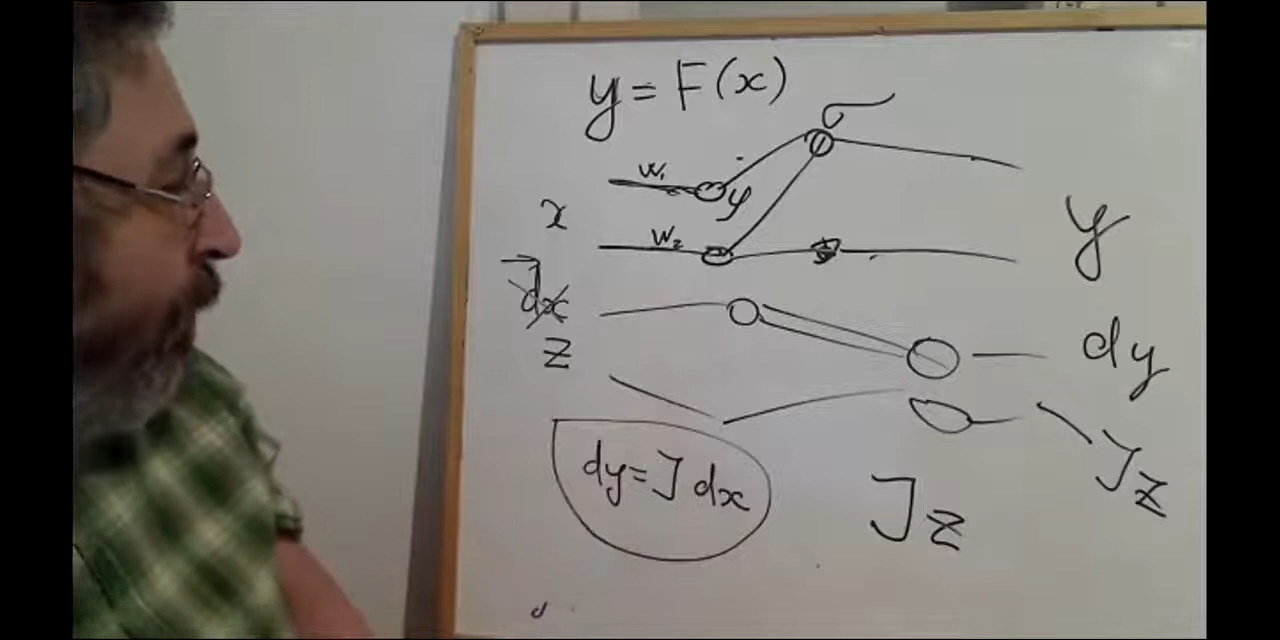 y = F(x)
σ
w₁
y
x
w₂
y
dx
z
dy
Jz
dy = J dx
Jz